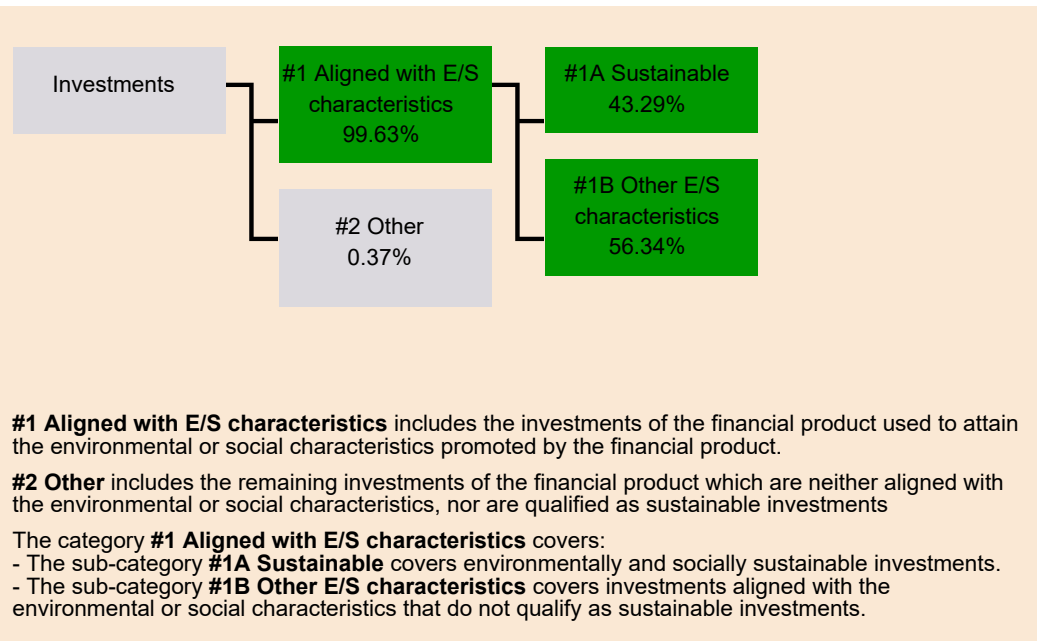 Investments
#1 Aligned with E/S
characteristics
99.63%
#1A Sustainable
43.29%
#1B Other E/S
characteristics
56.34%
#2 Other
0.37%
#1 Aligned with E/S characteristics includes the investments of the financial product used to attain
the environmental or social characteristics promoted by the financial product.
#2 Other includes the remaining investments of the financial product which are neither aligned with
the environmental or social characteristics, nor are qualified as sustainable investments
The category #1 Aligned with E/S characteristics covers:
- The sub-category #1A Sustainable covers environmentally and socially sustainable investments.
- The sub-category #1B Other E/S characteristics covers investments aligned with the
environmental or social characteristics that do not qualify as sustainable investments.